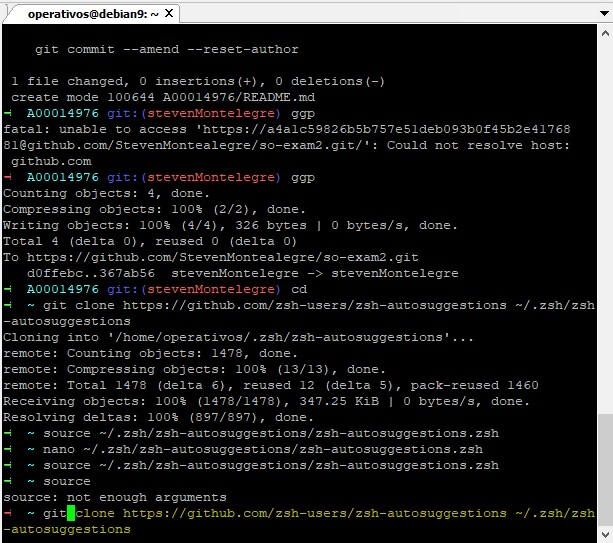 operativos@debian9: ~ ✕
git commit --amend --reset-author
1 file changed, 0 insertions(+), 0 deletions(-)
create mode 100644 A00014976/README.md
→ A00014976 git:(stevenMontelegre) ggp
fatal: unable to access 'https://a4a1c59826b5b757e51deb093b0f45b2e41768
81@github.com/StevenMontealegre/so-exam2.git/': Could not resolve host:
github.com
→ A00014976 git:(stevenMontelegre) ggp
Counting objects: 4, done.
Compressing objects: 100% (2/2), done.
Writing objects: 100% (4/4), 326 bytes | 0 bytes/s, done.
Total 4 (delta 0), reused 0 (delta 0)
To https://github.com/StevenMontealegre/so-exam2.git
d0ffebc..367ab56  stevenMontelegre -> stevenMontelegre
→ A00014976 git:(stevenMontelegre) cd
→ ~ git clone https://github.com/zsh-users/zsh-autosuggestions ~/.zsh/zsh
-autosuggestions
Cloning into '/home/operativos/.zsh/zsh-autosuggestions'...
remote: Counting objects: 1478, done.
remote: Compressing objects: 100% (13/13), done.
remote: Total 1478 (delta 6), reused 12 (delta 5), pack-reused 1460
Receiving objects: 100% (1478/1478), 347.25 KiB | 0 bytes/s, done.
Resolving deltas: 100% (897/897), done.
→ ~ source ~/.zsh/zsh-autosuggestions/zsh-autosuggestions.zsh
→ ~ nano ~/.zsh/zsh-autosuggestions/zsh-autosuggestions.zsh
→ ~ source ~/.zsh/zsh-autosuggestions/zsh-autosuggestions.zsh
→ ~ source
source: not enough arguments
→ ~ git clone https://github.com/zsh-users/zsh-autosuggestions ~/.zsh/zsh
-autosuggestions